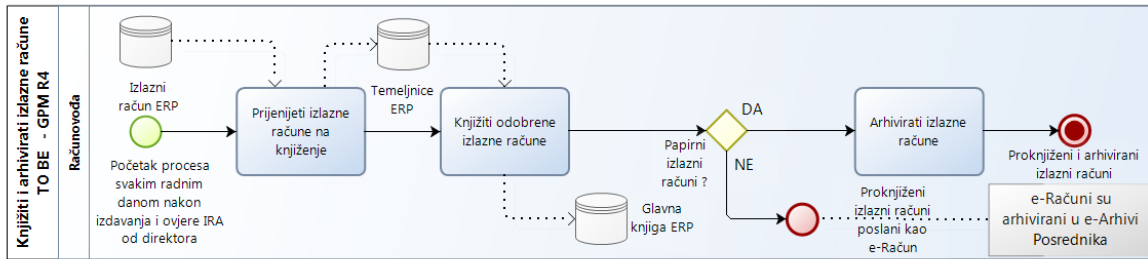 Knjižiti i arhivirati izlazne račune
TO BE - GPM R4
Računovođa
Izlazni
račun ERP
Početak procesa
svakim radnim
danom nakon
izdavanja i ovjere IRA
od direktora
Prijenijeti izlazne
račune na
knjiženje
Temeljnice
ERP
Knjižiti odobrene
izlazne račune
Glavna
knjiga ERP
Papirni
izlazni
računi ?
DA
NE
Arhivirati izlazne
račune
Proknjiženi i arhivirani
izlazni računi
Proknjiženi
izlazni računi
poslani kao
e-Račun
e-Računi su
arhivirani u e-Arhivi
Posrednika